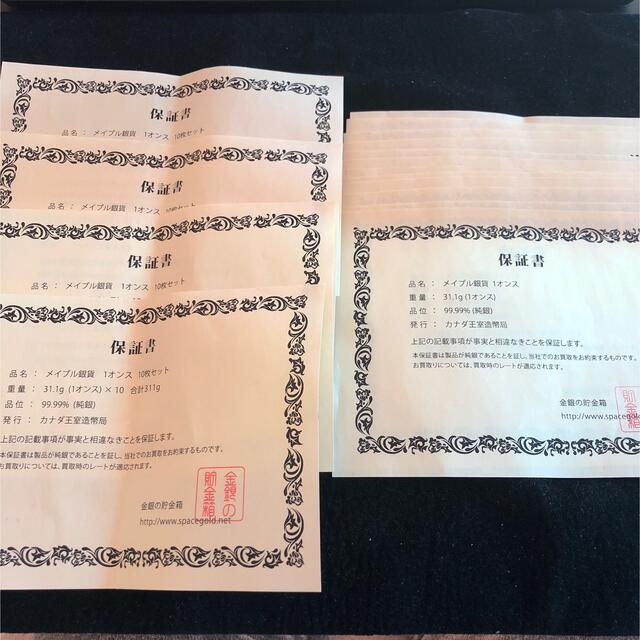 保証書
品名 : メイプル銀貨 1オンス 10枚セット
保証書
品名 : メイプル銀貨 1オンス 10枚セット
保証書
品名 : メイプル銀貨 1オンス 10枚セット
保証書
品名 : メイプル銀貨 1オンス 10枚セット
重量 : 31.1g (1オンス) × 10 合計311g
品位 : 99.99% (純銀)
発行 : カナダ王室造幣局
上記の記載事項が事実と相違なきことを保証します。
本保証書は製品が純銀であることを証し、当社でのお買取をお約束するものです。
お買取りについては、買取時のレートが適応されます。
金銀の貯金箱
http://www.spacegold.net
金銀の
貯金箱
保証書
品名 : メイプル銀貨 1オンス
重量 : 31.1g (1オンス)
品位 : 99.99% (純銀)
発行 : カナダ王室造幣局
上記の記載事項が事実と相違なきことを保証します。
本保証書は製品が純銀であることを証し、当社でのお買取をお約束するものです。
お買取りについては、買取時のレートが適応されます。
金銀の貯金箱
http://www.spacegold
貯金箱